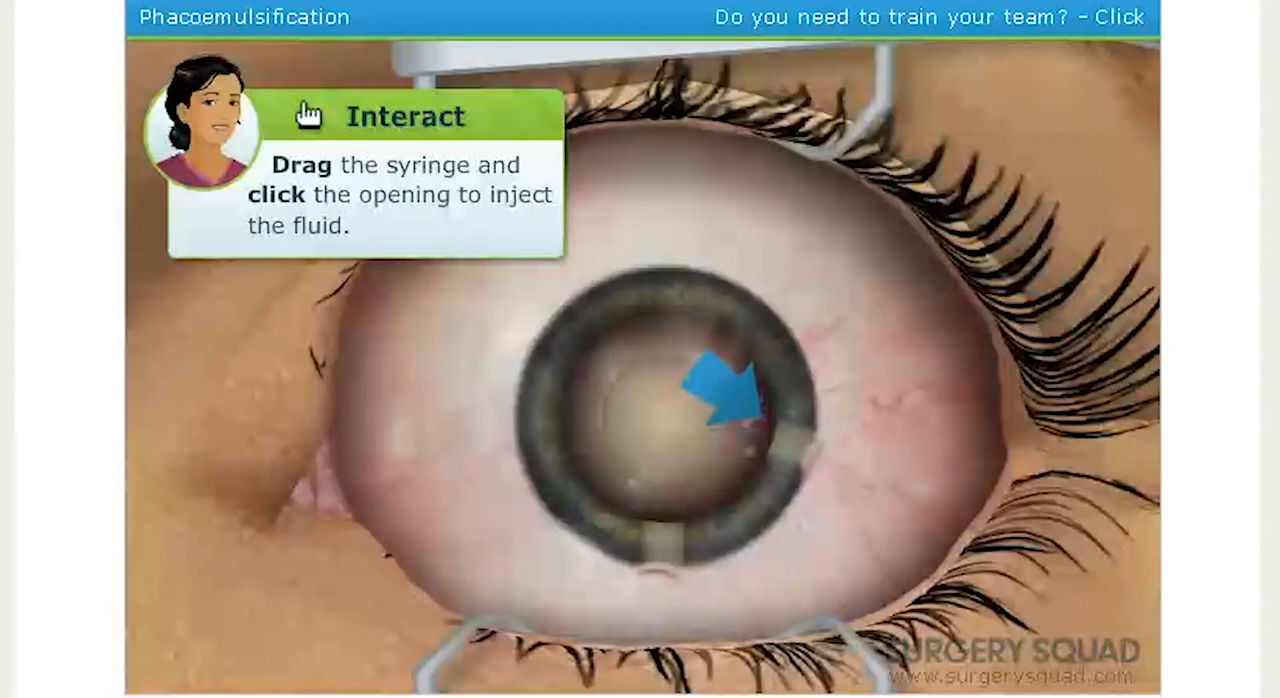 Phacoemulsification
Do you need to train your team? – Click
Interact
Drag the syringe and
click the opening to inject
the fluid.
SURGERY SQUAD
www.surgerysquad.com